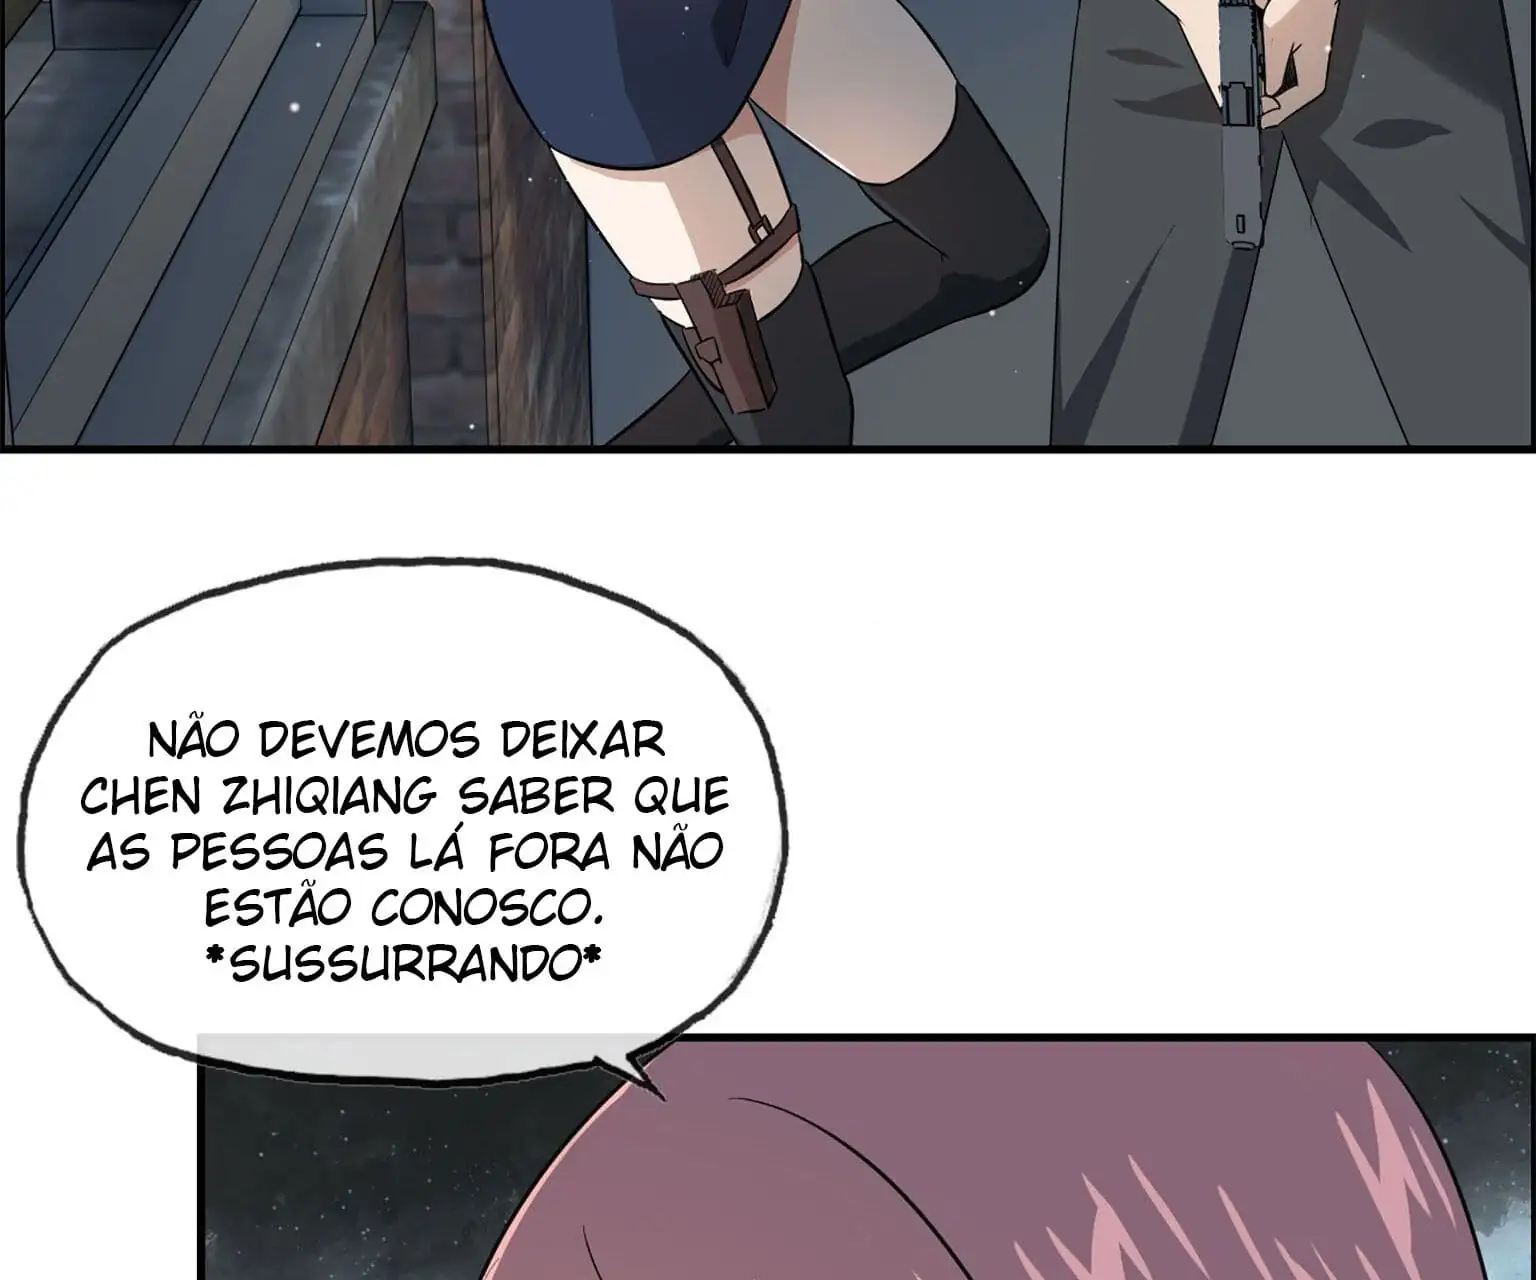 NÃO DEVEMOS DEIXAR
CHEN ZHIQIANG SABER QUE
AS PESSOAS LÁ FORA NÃO
ESTÃO CONOSCO.
*SUSSURRANDO*